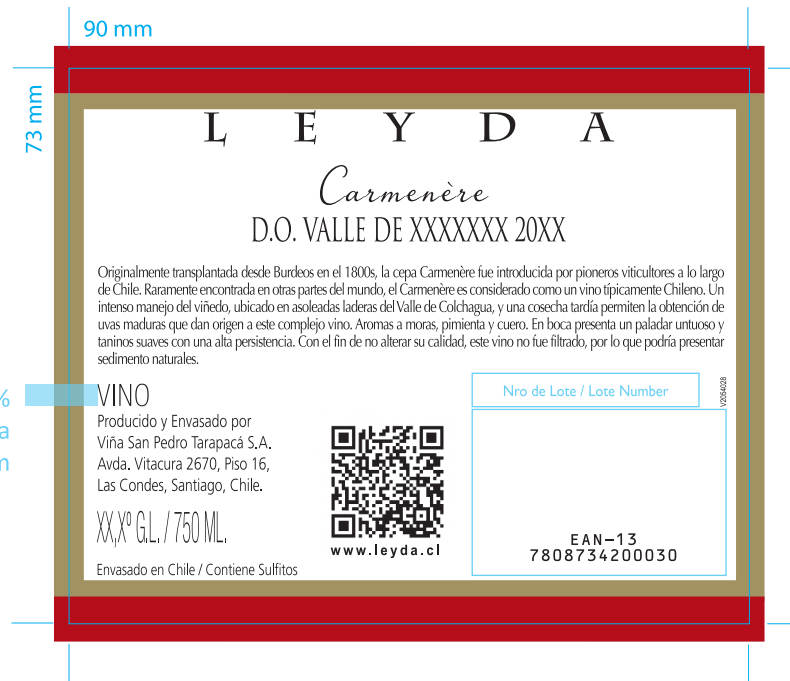 90 mm
73 mm
LEYDA
Carmenère
D.O. VALLE DE XXXXXXX 20XX
Originalmente transplantada desde Burdeos en el 1800s, la cepa Carmenère fue introducida por pioneros viticultores a lo largo
de Chile. Raramente encontrada en otras partes del mundo, el Carmenère es considerado como un vino típicamente Chileno. Un
intenso manejo del viñedo, ubicado en asoleadas laderas del Valle de Colchagua, y una cosecha tardía permiten la obtención de
uvas maduras que dan origen a este complejo vino. Aromas a moras, pimienta y cuero. En boca presenta un paladar untuoso y
taninos suaves con una alta persistencia. Con el fin de no alterar su calidad, este vino no fue filtrado, por lo que podría presentar
sedimento naturales.
%
a
m
VINO
Producido y Envasado por
Viña San Pedro Tarapacá S.A.
Avda. Vitacura 2670, Piso 16,
Las Condes, Santiago, Chile.
XX,Xº G.L. / 750 ML.
Envasado en Chile / Contiene Sulfitos
www.leyda.cl
Nro de Lote / Lote Number
V2054028
EAN-13
7808734200030